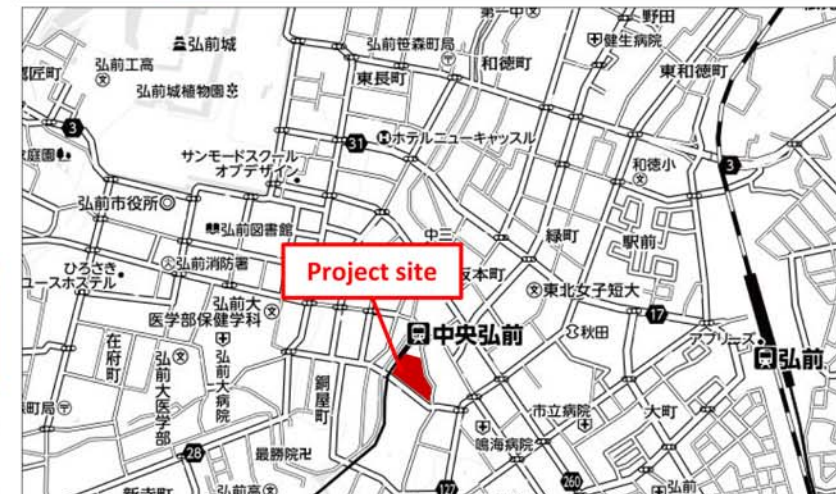 第一中
野田
弘前城
弘前笹森町局
健生病院
弘前工高
和徳町
東長町
東和徳町
弘前城植物園
3
31
ホテルニューキャッスル
3
サンモードスクール
オブデザイン
和徳小
弘前市役所
弘前図書館
中三
緑町
駅前
Project site
弘前消防署
ひろさき
ユースホステル
坂本町
東北女子短大
弘前大
医学部保健学科
17
中央弘前
秋田
アプリーズ
弘前
在府町
弘前大医学部
弘前大病院
銅屋町
市立病院
大町
鳴海病院
28
最勝院
127
260
新寺町
弘前高
弘前